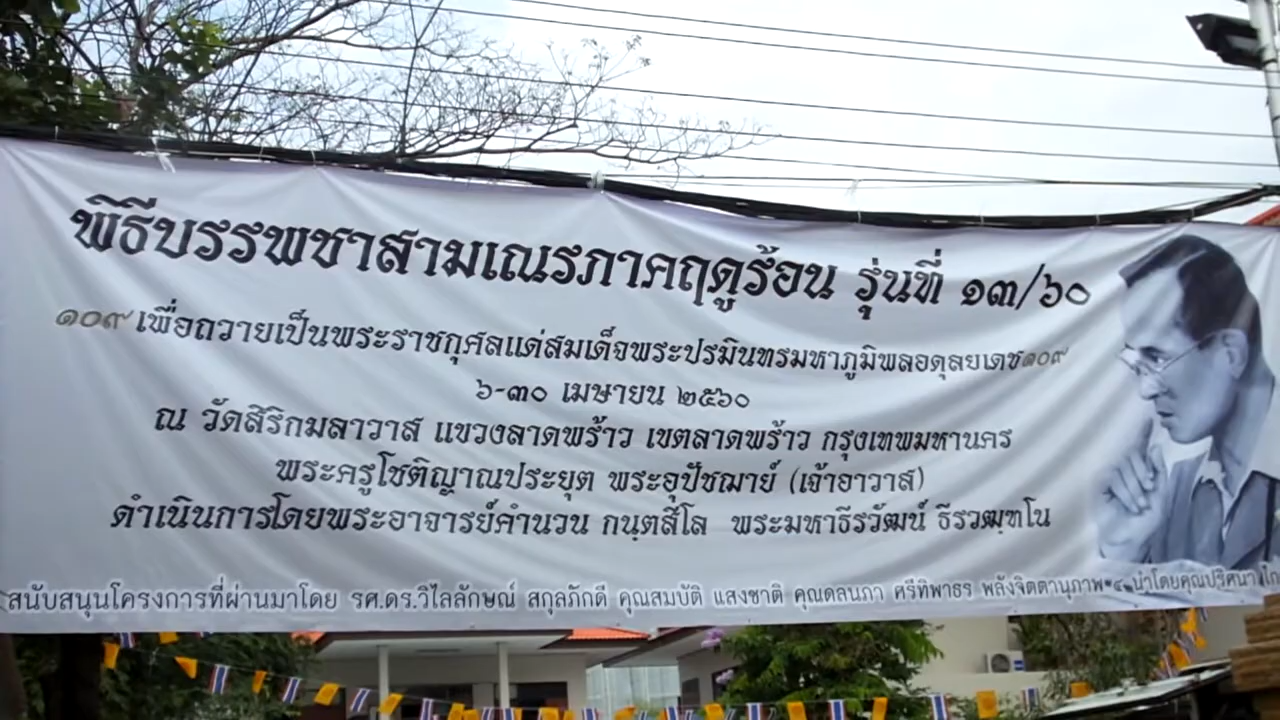 พิธีบรรพชาสามเณรภาคฤดูร้อน รุ่นที่ ๑๓/๖๐
๑๐๙ เพื่อถวายเป็นพระราชกุศลแด่สมเด็จพระปรมินทรมหาภูมิพลอดุลยเดช ๑๐๙
๖-๓๐ เมษายน ๒๕๖๐
ณ วัดสิริกมลาวาส แขวงลาดพร้าว เขตลาดพร้าว กรุงเทพมหานคร
พระครูโชติญาณประยุต พระอุปัชฌาย์ (เจ้าอาวาส)
ดำเนินการโดยพระอาจารย์คำนวน กนฺตสีโล พระมหาธีรวัฒน์ ธีรวฒฺฑโน
สนับสนุนโครงการที่ผ่านมาโดย รศ.ดร.วิไลลักษณ์ สกุลภักดี คุณสมบัติ แสงชาติ คุณดลนภา ศรีทิพาธร พลังจิตตานุภาพ นำโดยคุณปริศนา